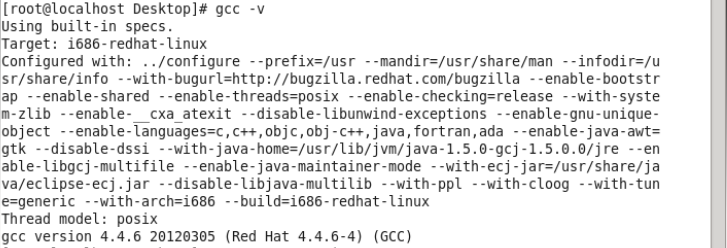 [root@localhost Desktop]# gcc -v
Using built-in specs.
Target: i686-redhat-linux
Configured with: ../configure --prefix=/usr --mandir=/usr/share/man --infodir=/u
sr/share/info --with-bugurl=http://bugzilla.redhat.com/bugzilla --enable-bootstr
ap --enable-shared --enable-threads=posix --enable-checking=release --with-syste
m-zlib --enable-__cxa_atexit --disable-libunwind-exceptions --enable-gnu-unique-
object --enable-languages=c,c++,objc,obj-c++,java,fortran,ada --enable-java-awt=
gtk --disable-dssi --with-java-home=/usr/lib/jvm/java-1.5.0-gcj-1.5.0.0/jre --en
able-libgcj-multifile --enable-java-maintainer-mode --with-ecj-jar=/usr/share/ja
va/eclipse-ecj.jar --disable-libjava-multilib --with-ppl --with-cloog --with-tun
e=generic --with-arch=i686 --build=i686-redhat-linux
Thread model: posix
gcc version 4.4.6 20120305 (Red Hat 4.4.6-4) (GCC)